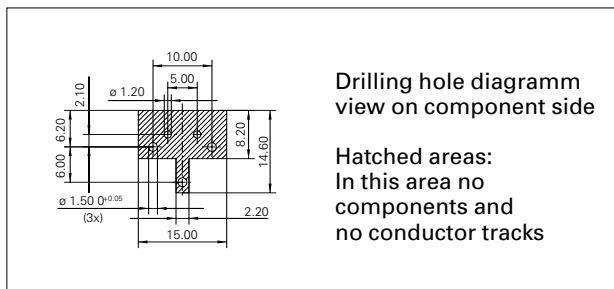 10.00
5.00
2.10
ø 1.20
6.20
6.00
8.20
14.60
ø 1.50 0+0.05
(3x)
2.20
15.00
Drilling hole diagramm
view on component side
Hatched areas:
In this area no
components and
no conductor tracks